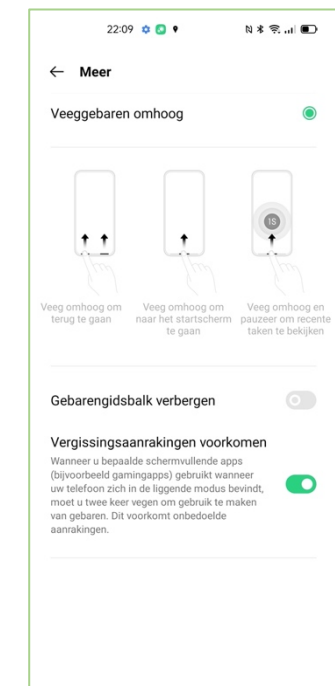 22:09
Meer
Veeggebaren omhoog
1S
Veeg omhoog om
terug te gaan
Veeg omhoog om
naar het startscherm
te gaan
Veeg omhoog en
pauzeer om recente
taken te bekijken
Gebarengidsbalk verbergen
Vergissingsaanrakingen voorkomen
Wanneer u bepaalde schermvullende apps
(bijvoorbeeld gamingapps) gebruikt wanneer
uw telefoon zich in de liggende modus bevindt,
moet u twee keer vegen om gebruik te maken
van gebaren. Dit voorkomt onbedoelde
aanrakingen.